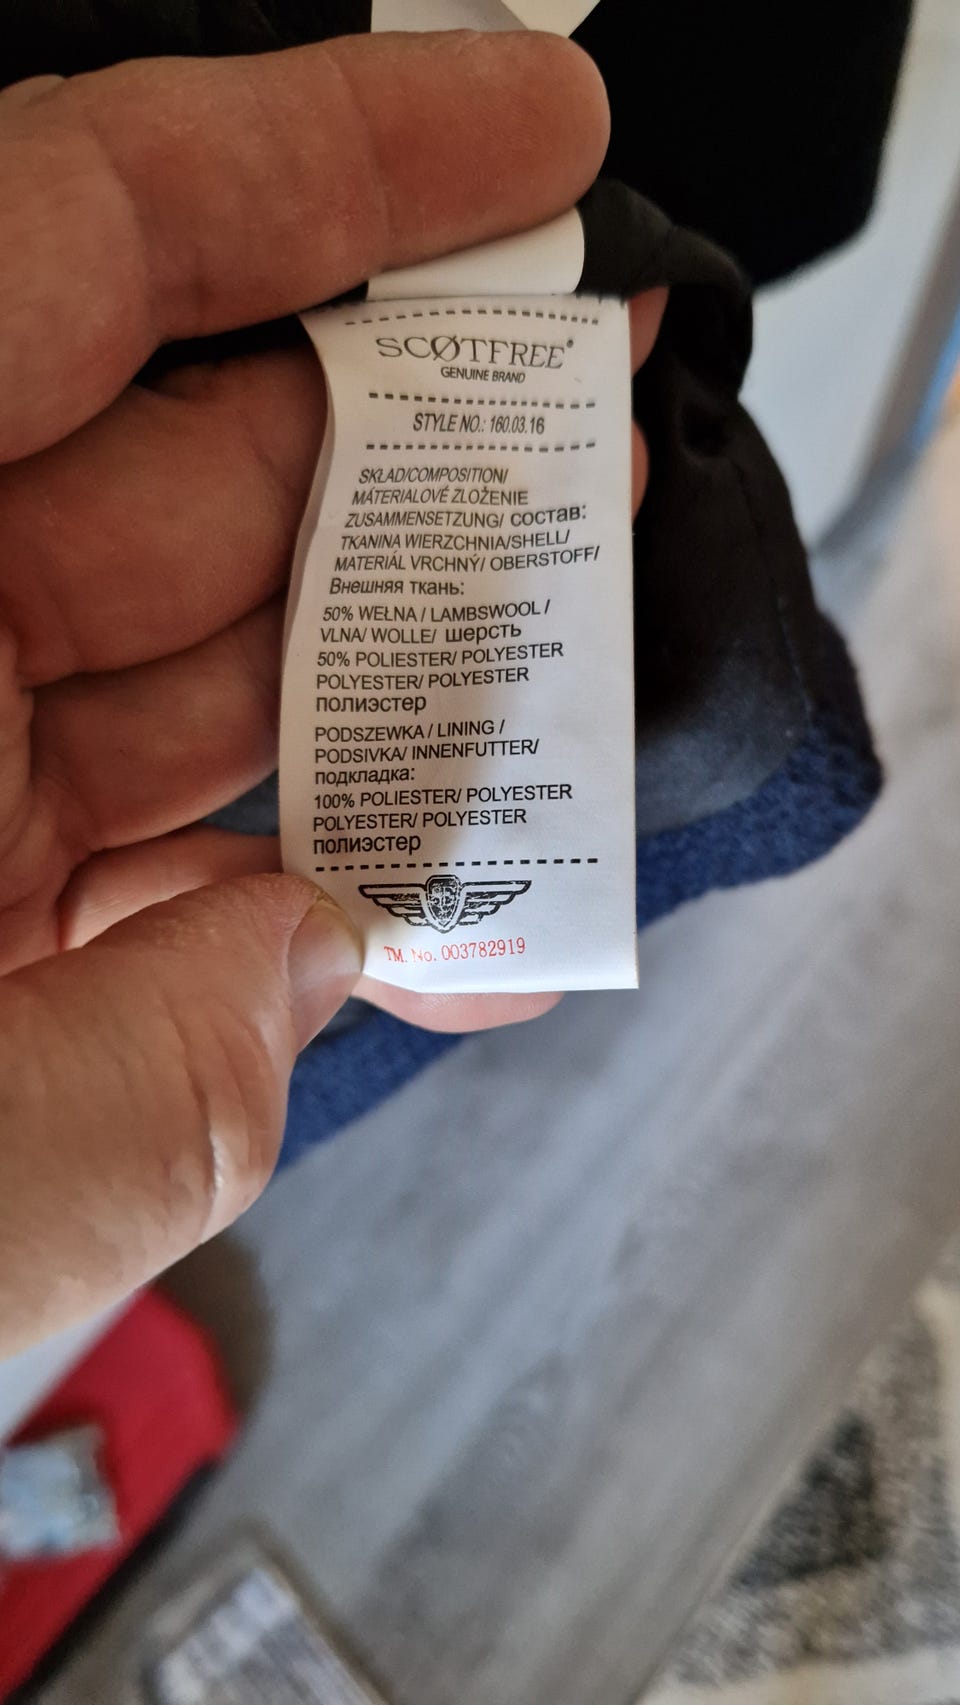 SCØTFREE®
GENUINE BRAND
STYLE NO.: 160.03.16
SKŁAD/COMPOSITION/
MÁTERIALOVÉ ZLOŽENIE
ZUSAMMENSETZUNG/ состав:
TKANINA WIERZCHNIA/SHELL/
MATERIÁL VRCHNÝ/ OBERSTOFF/
Внешняя ткань:
50% WEŁNA / LAMBSWOOL /
VLNA/ WOLLE/ шерсть
50% POLIESTER/ POLYESTER
POLYESTER/ POLYESTER
полиэстер
PODSZEWKA / LINING /
PODSIVKA/ INNENFUTTER/
подкладка:
100% POLIESTER/ POLYESTER
POLYESTER/ POLYESTER
полиэстер
TM. No. 003782919